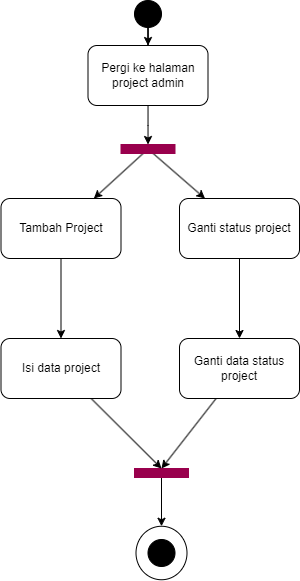 Pergi ke halaman
project admin
Tambah Project
Ganti status project
Isi data project
Ganti data status
project